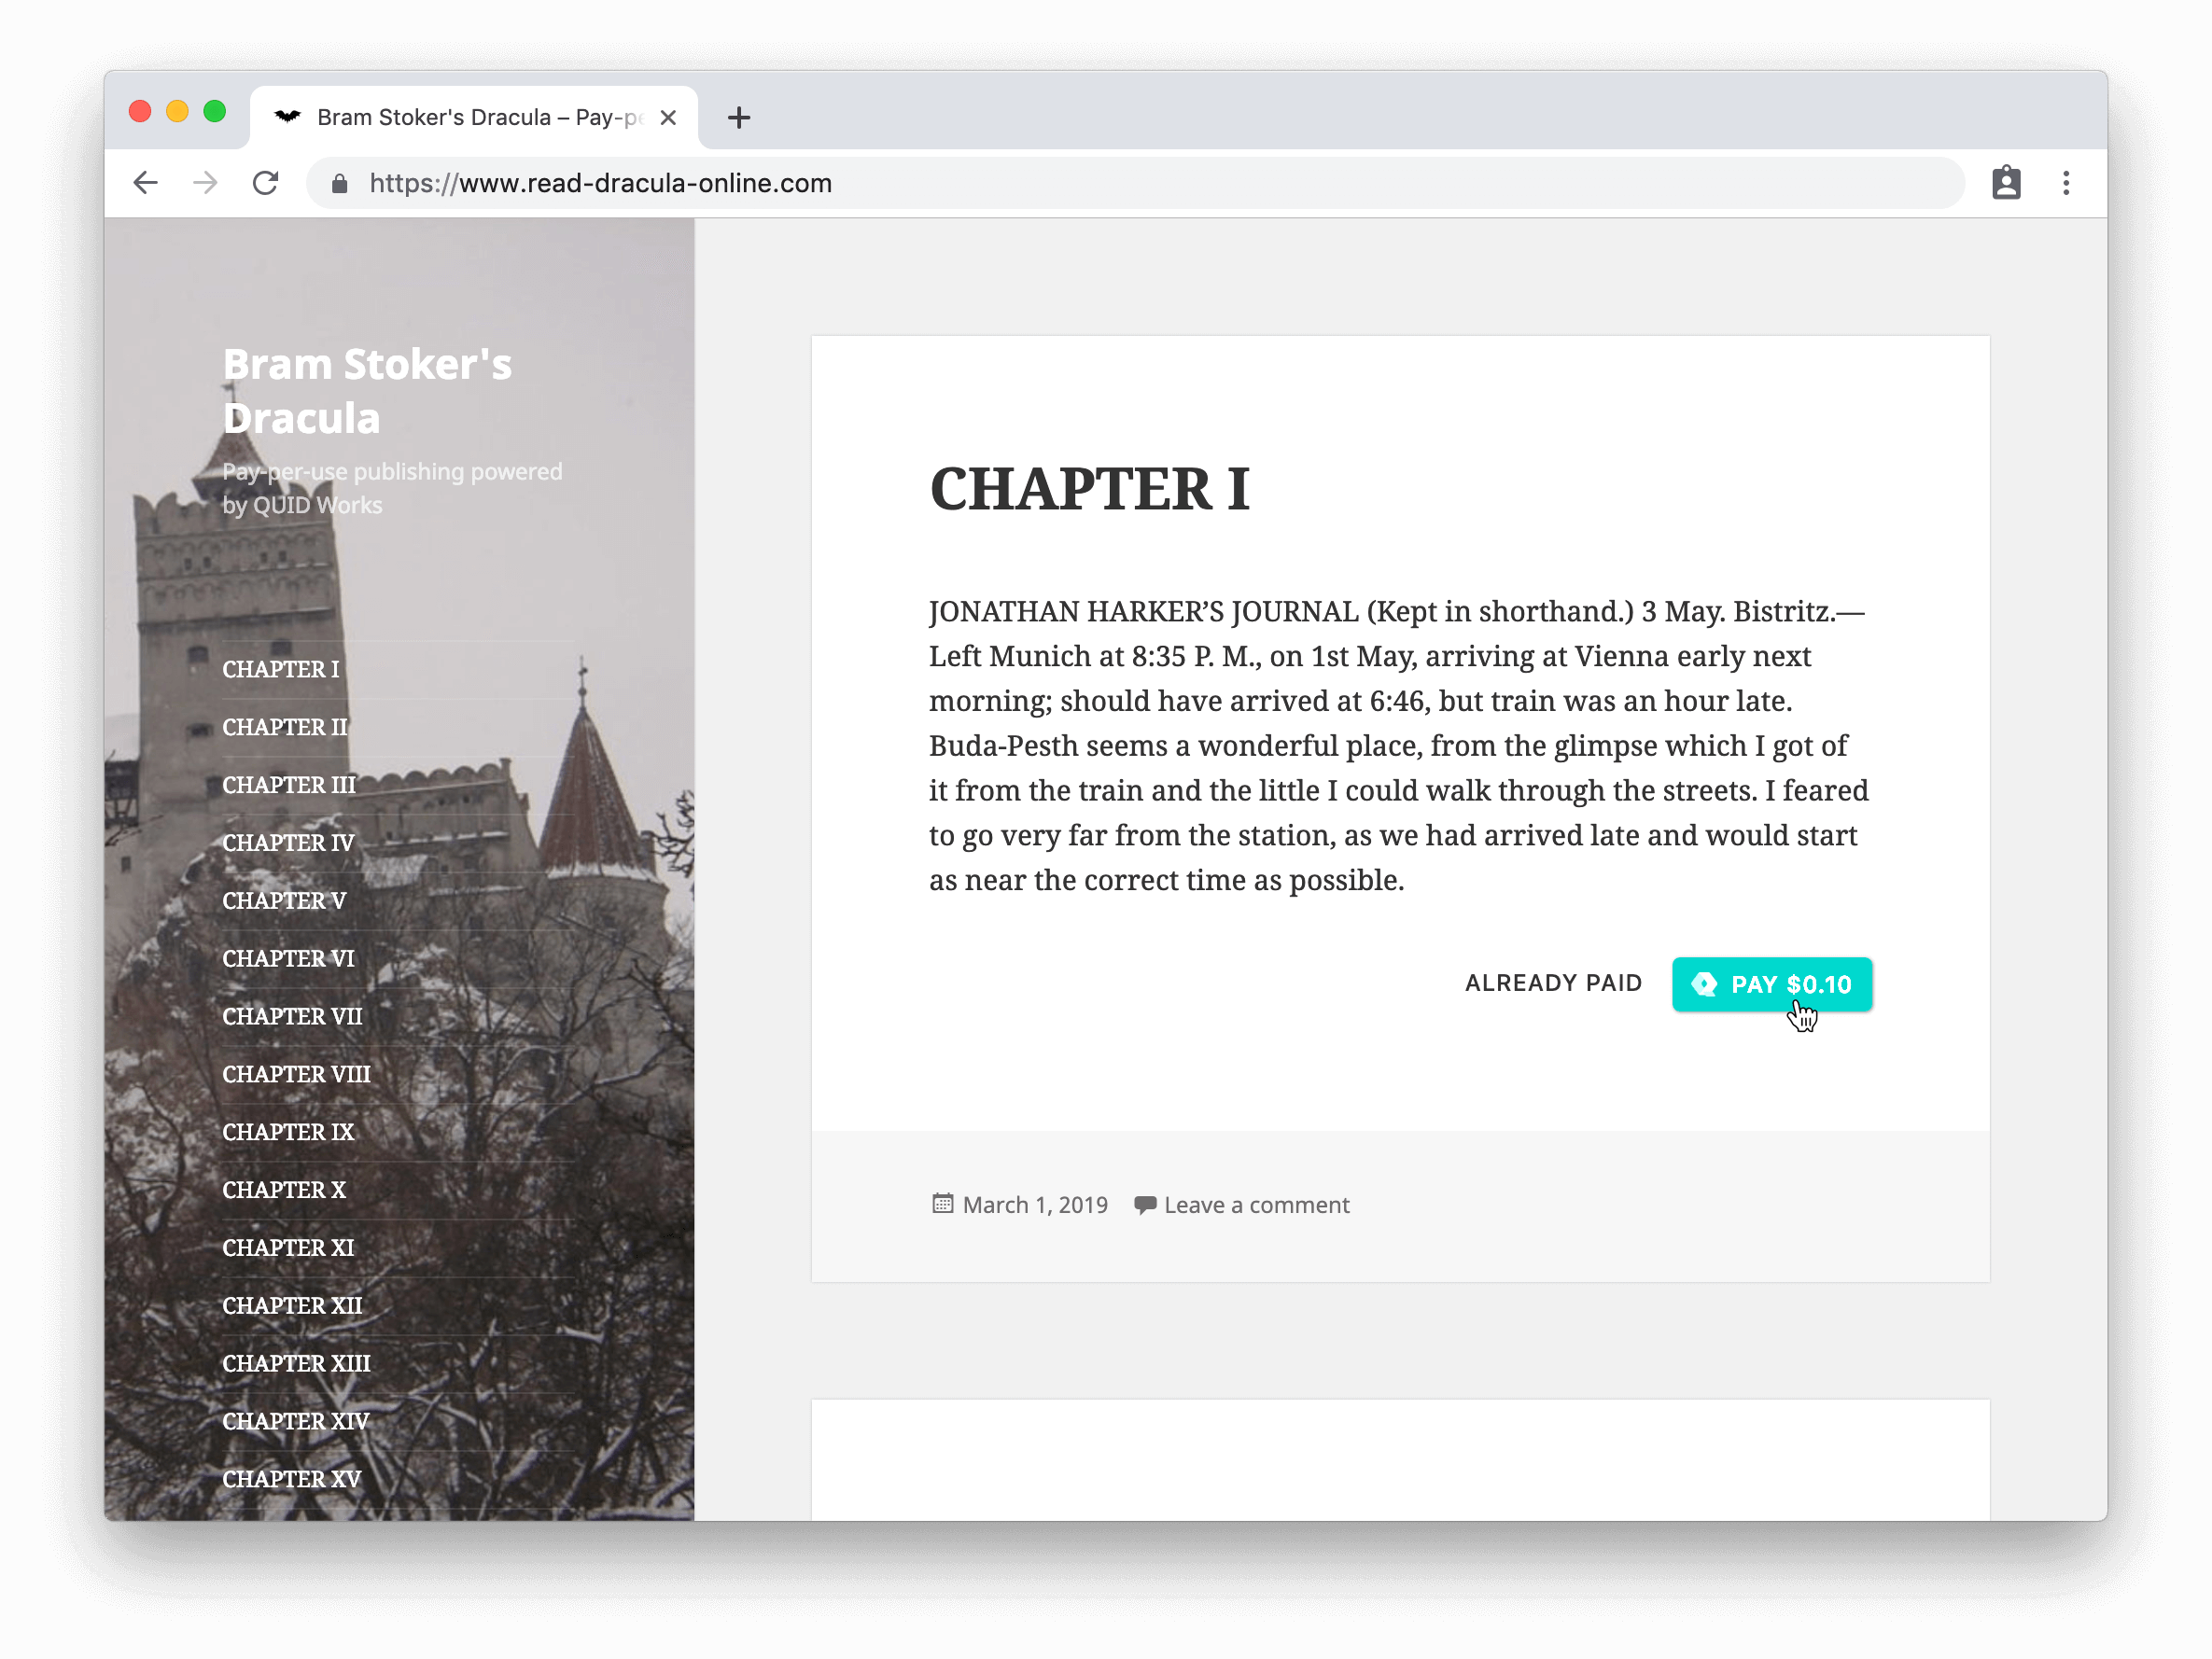 Bram Stoker's Dracula – Pay-pe
https://www.read-dracula-online.com
Bram Stoker's
Dracula
Pay-per-use publishing powered
by QUID Works
CHAPTER I
CHAPTER II
CHAPTER III
CHAPTER IV
CHAPTER V
CHAPTER VI
CHAPTER VII
CHAPTER VIII
CHAPTER IX
CHAPTER X
CHAPTER XI
CHAPTER XII
CHAPTER XIII
CHAPTER XIV
CHAPTER XV
CHAPTER I
JONATHAN HARKER’S JOURNAL (Kept in shorthand.) 3 May. Bistritz.—
Left Munich at 8:35 P. M., on 1st May, arriving at Vienna early next
morning; should have arrived at 6:46, but train was an hour late.
Buda-Pesth seems a wonderful place, from the glimpse which I got of
it from the train and the little I could walk through the streets. I feared
to go very far from the station, as we had arrived late and would start
as near the correct time as possible.
ALREADY PAID
PAY $0.10
March 1, 2019
Leave a comment